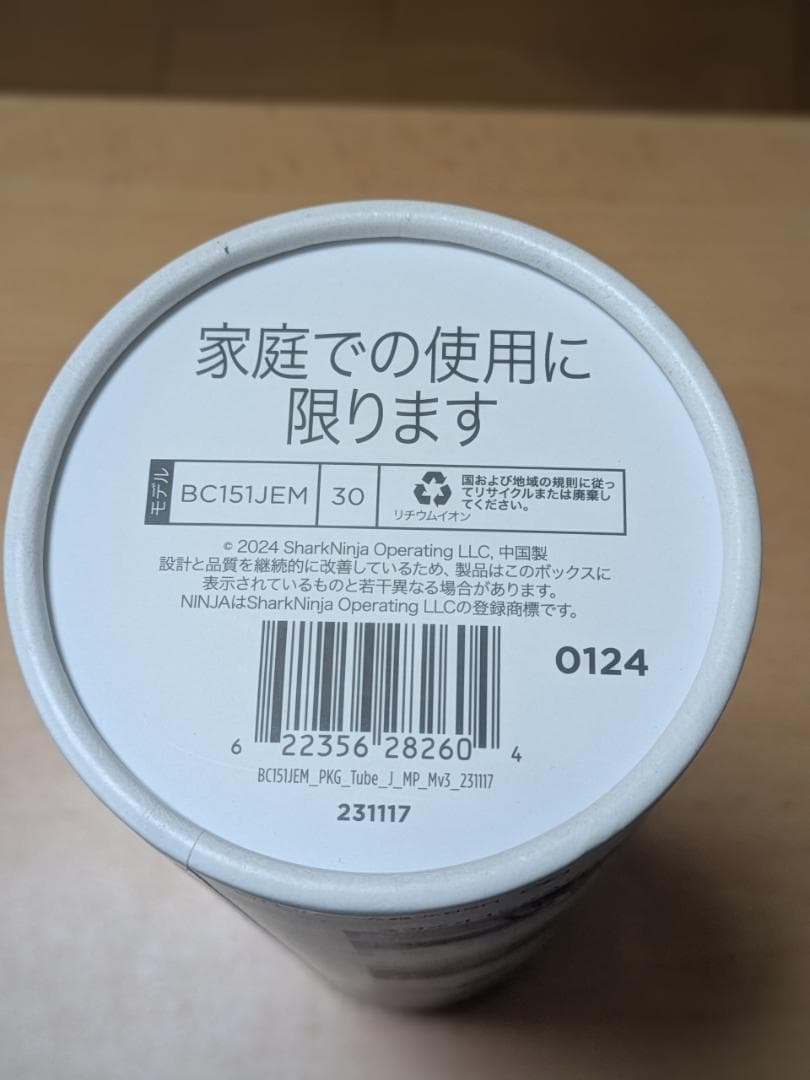 家庭での使用に
限ります
モデル
BC151JEM
30
リチウムイオン
国および地域の規則に従っ
てリサイクルまたは廃棄し
てください。
© 2024 SharkNinja Operating LLC, 中国製
設計と品質を継続的に改善しているため、製品はこのボックスに
表示されているものと若干異なる場合があります。
NINJAはSharkNinja Operating LLCの登録商標です。
0124
6 22356 28260 4
BC151JEM_PKG_Tube_J_MP_Mv3_231117
231117